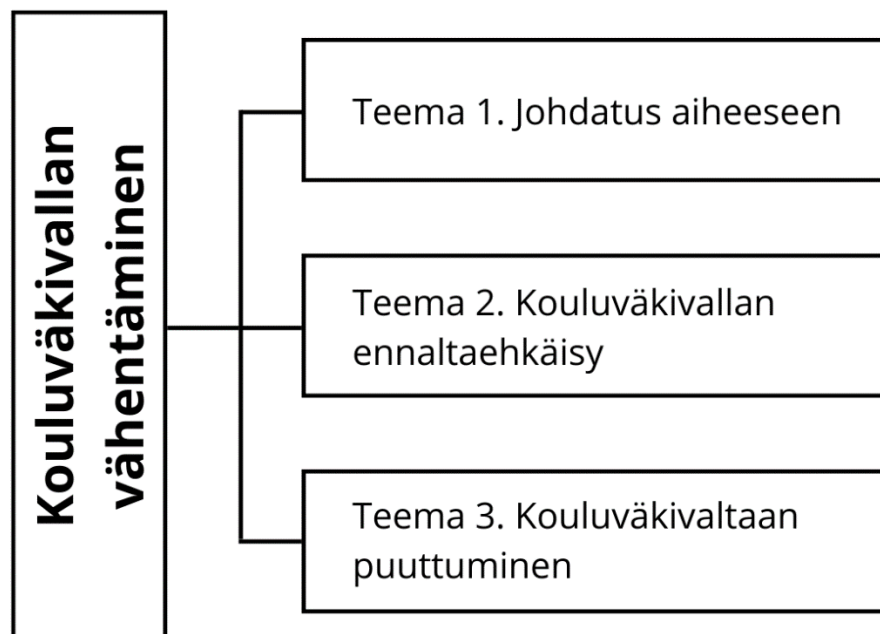 Kouluväkivallan
vähentäminen
Teema 1. Johdatus aiheeseen
Teema 2. Kouluväkivallan
ennaltaehkäisy
Teema 3. Kouluväkivaltaan
puuttuminen